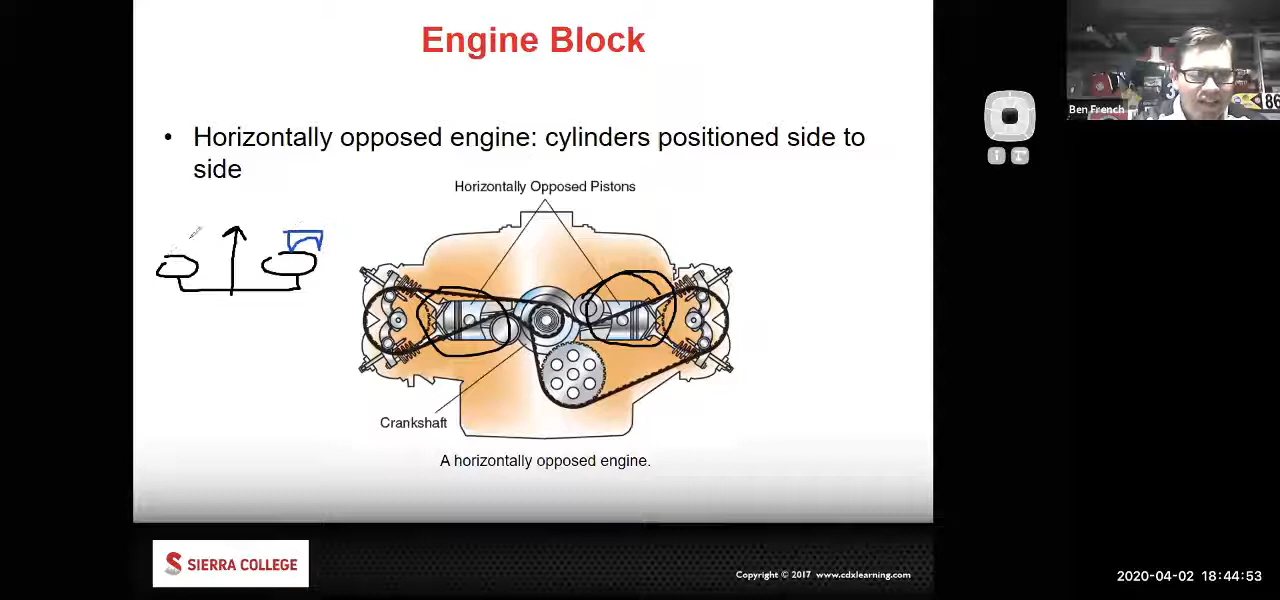 Engine Block
• Horizontally opposed engine: cylinders positioned side to
side
Horizontally Opposed Pistons
Crankshaft
A horizontally opposed engine.
SIERRA COLLEGE
Copyright © 2017 www.cdxlearning.com
Ben French
86
2020-04-02 18:44:53